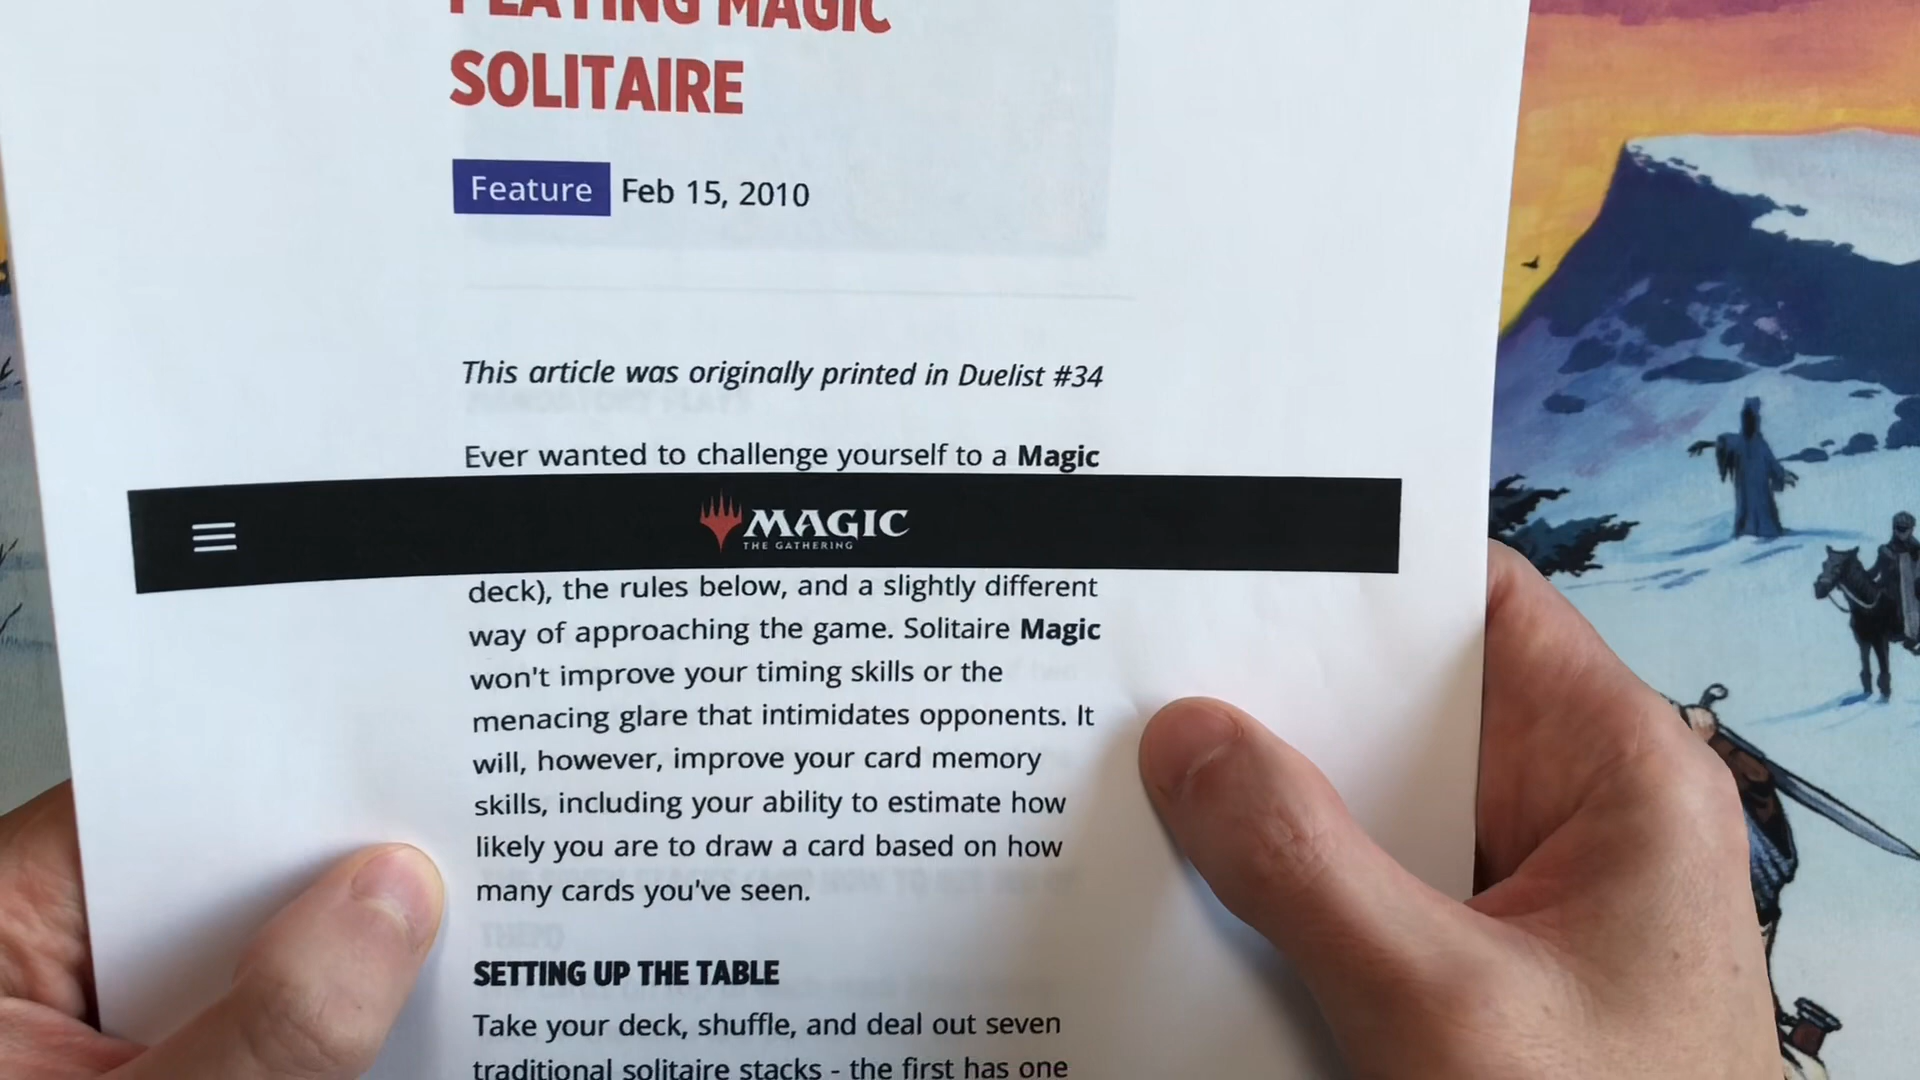 PLAYING MAGIC
SOLITAIRE
Feature Feb 15, 2010
This article was originally printed in Duelist #34
Ever wanted to challenge yourself to a Magic
MAGIC
THE GATHERING
deck), the rules below, and a slightly different
way of approaching the game. Solitaire Magic
won't improve your timing skills or the
menacing glare that intimidates opponents. It
will, however, improve your card memory
skills, including your ability to estimate how
likely you are to draw a card based on how
many cards you've seen.
SETTING UP THE TABLE
Take your deck, shuffle, and deal out seven
traditional solitaire stacks - the first has one